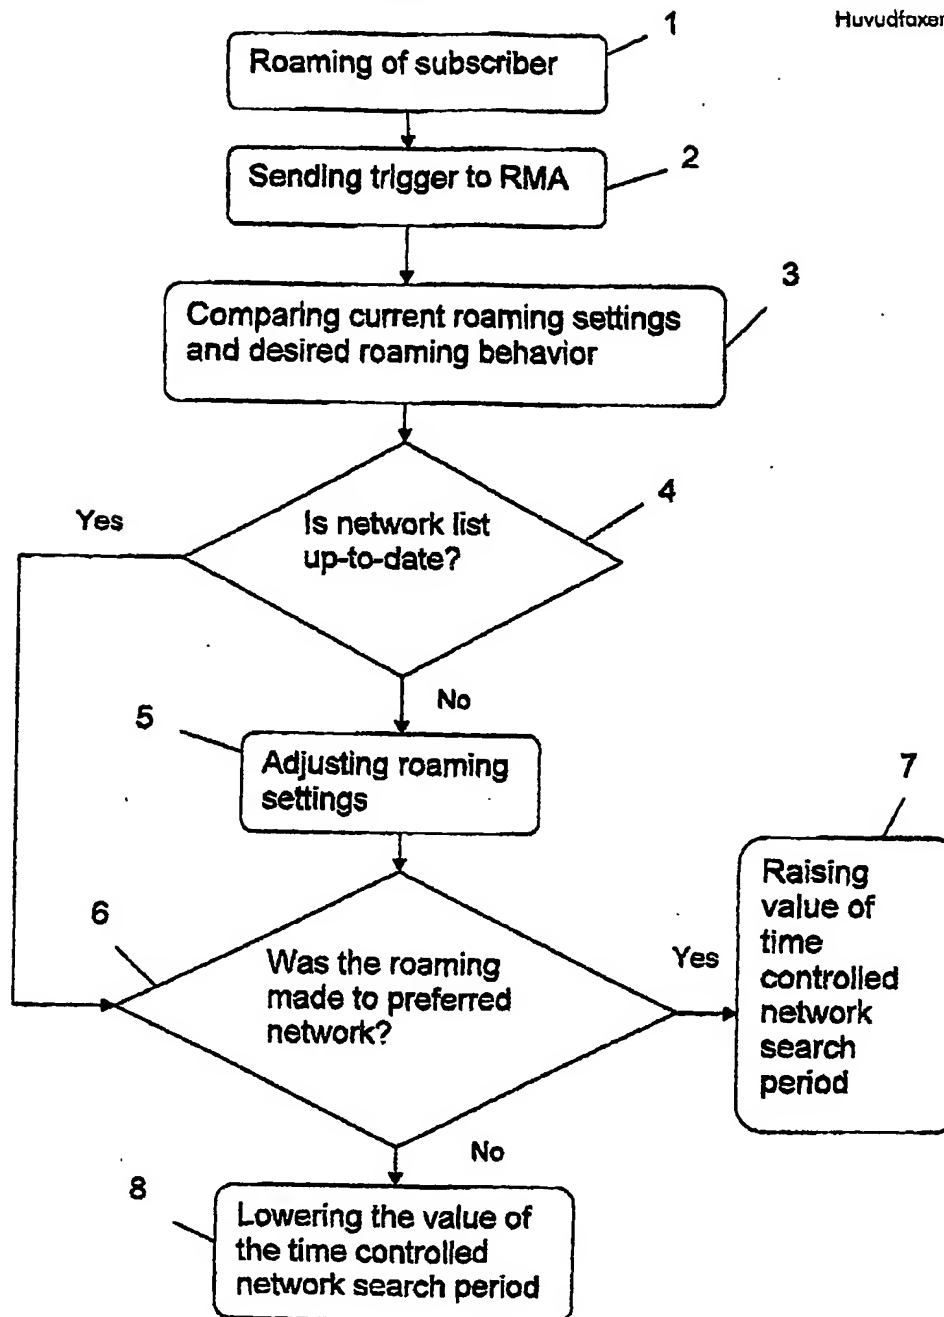 Huvudfaxen
1
Roaming of subscriber
2
Sending trigger to RMA
3
Comparing current roaming settings
and desired roaming behavior
4
Yes
Is network list
up-to-date?
No
5
Adjusting roaming
settings
7
Raising
value of
time
controlled
network
search
period
6
Was the roaming
made to preferred
network?
Yes
No
8
Lowering the value of
the time controlled
network search period